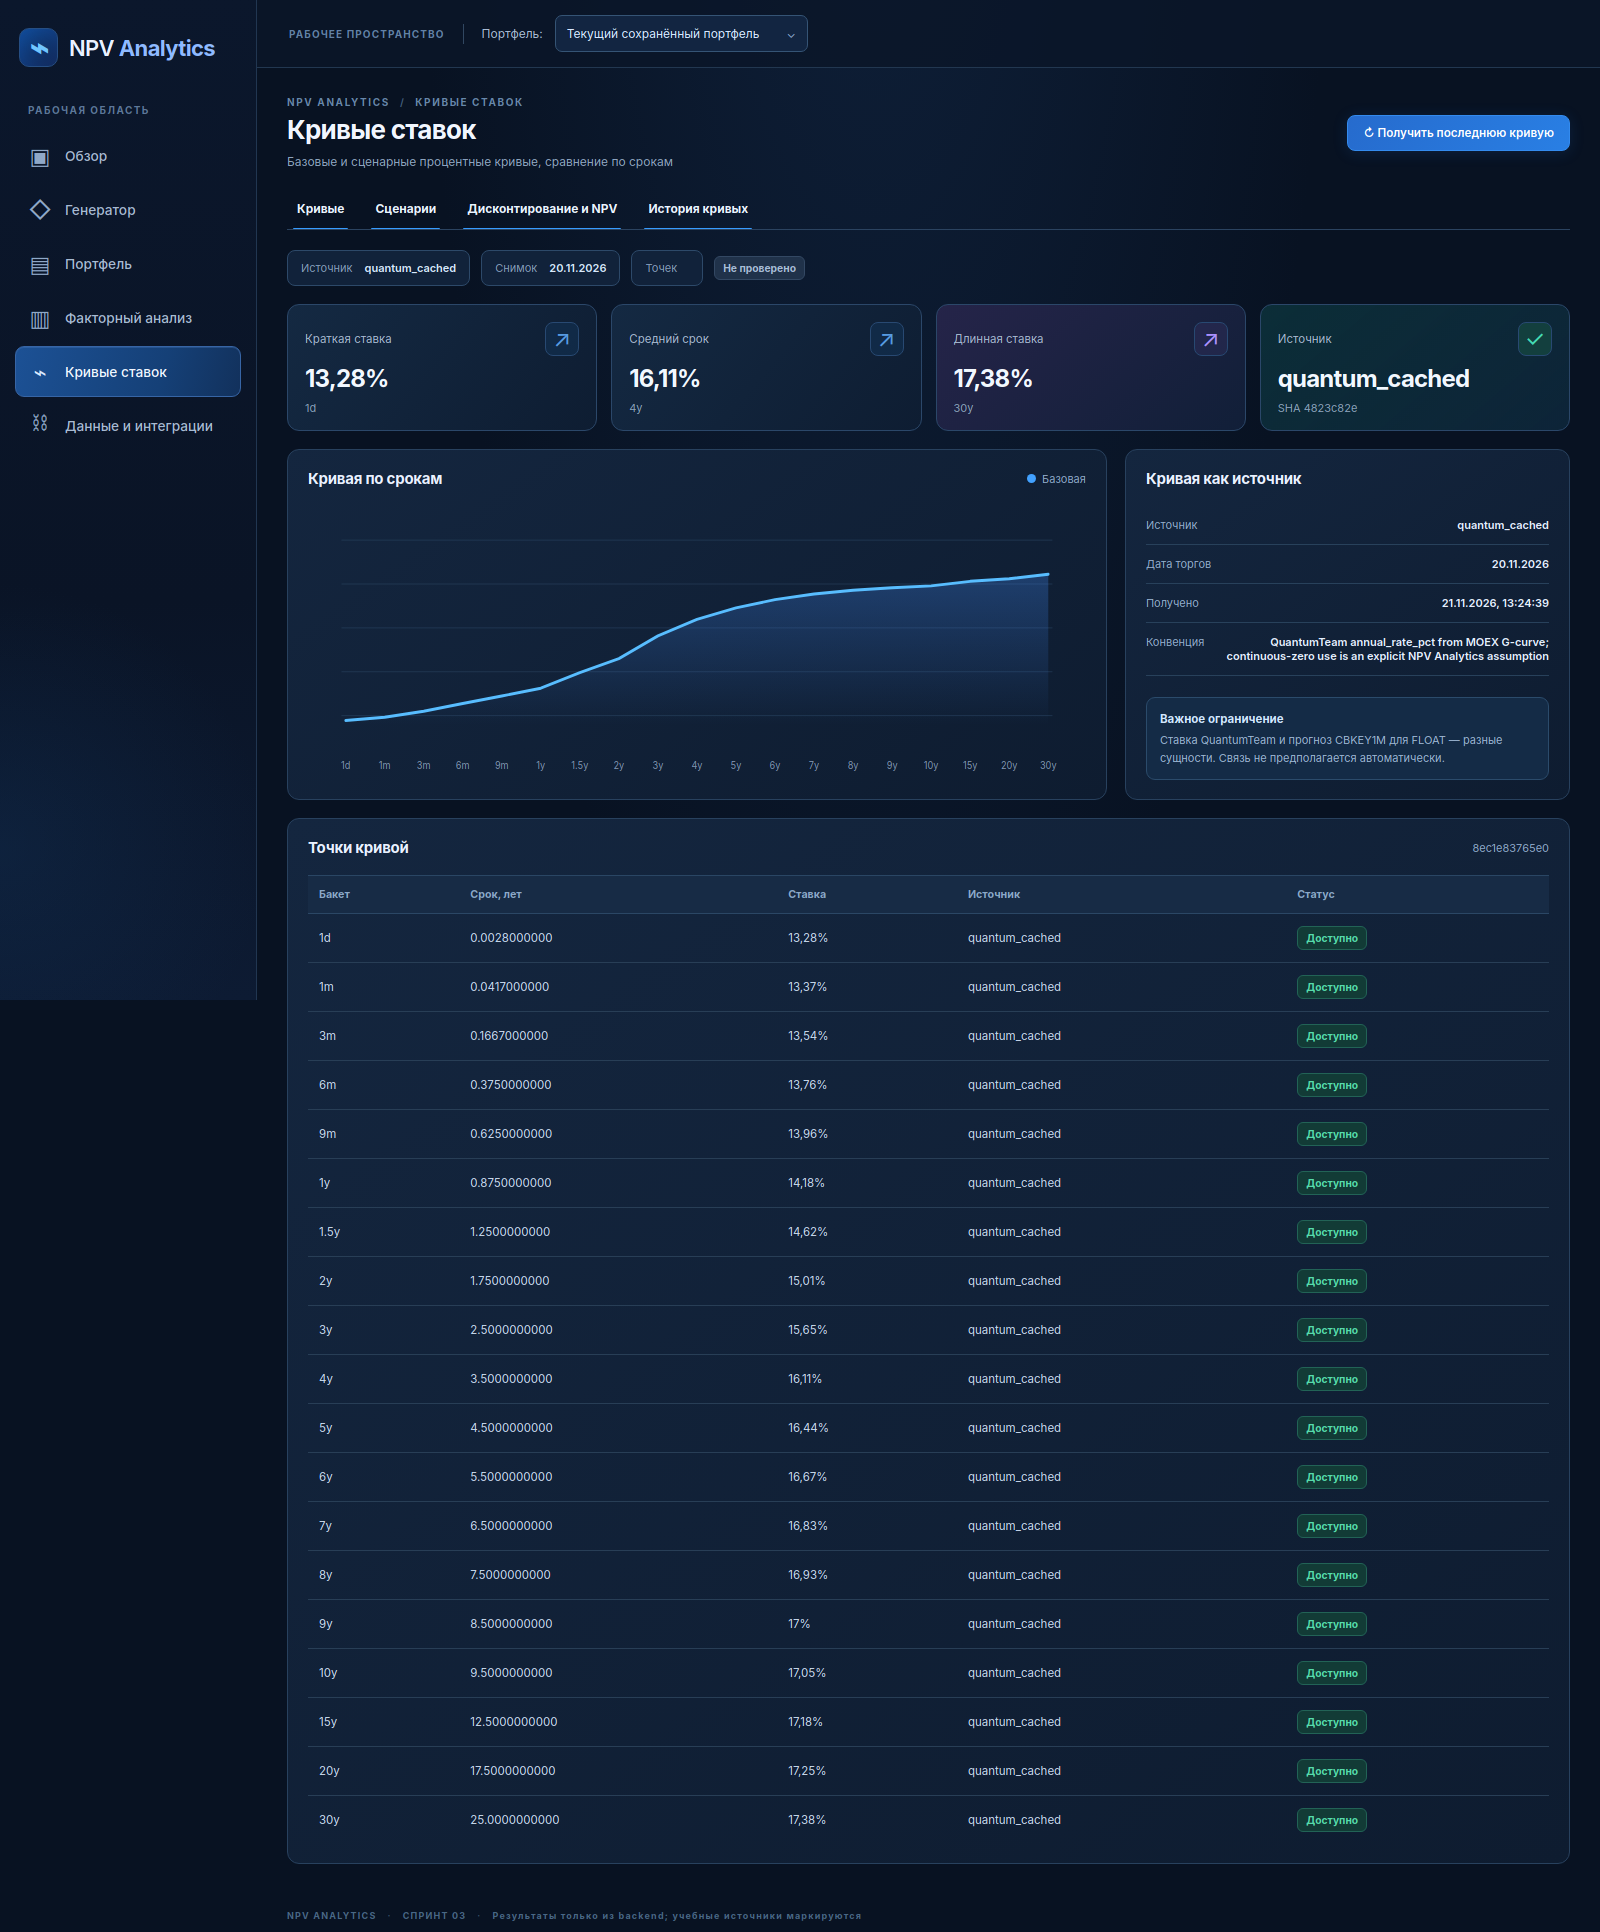 NPV Analytics
РАБОЧАЯ ОБЛАСТЬ
Обзор
Генератор
Портфель
Факторный анализ
Кривые ставок
Данные и интеграции
РАБОЧЕЕ ПРОСТРАНСТВО
Портфель: Текущий сохранённый портфель
NPV ANALYTICS / КРИВЫЕ СТАВОК
Кривые ставок
Базовые и сценарные процентные кривые, сравнение по срокам
↻ Получить последнюю кривую
Кривые Сценарии Дисконтирование и NPV История кривых
Источник quantum_cached Снимок 20.11.2026 Точек Не проверено
Краткая ставка
13,28%
1d
Средний срок
16,11%
4y
Длинная ставка
17,38%
30y
Источник
quantum_cached
SHA 4823c82e
Кривая по срокам
Базовая
1d 1m 3m 6m 9m 1y 1.5y 2y 3y 4y 5y 6y 7y 8y 9y 10y 15y 20y 30y
Кривая как источник
Источник quantum_cached
Дата торгов 20.11.2026
Получено 21.11.2026, 13:24:39
Конвенция QuantumTeam annual_rate_pct from MOEX G-curve;
continuous-zero use is an explicit NPV Analytics assumption
Важное ограничение
Ставка QuantumTeam и прогноз CBKEY1M для FLOAT — разные
сущности. Связь не предполагается автоматически.
Точки кривой
8ec1e83765e0
Бакет Срок, лет Ставка Источник Статус
1d 0.0028000000 13,28% quantum_cached Доступно
1m 0.0417000000 13,37% quantum_cached Доступно
3m 0.1667000000 13,54% quantum_cached Доступно
6m 0.3750000000 13,76% quantum_cached Доступно
9m 0.6250000000 13,96% quantum_cached Доступно
1y 0.8750000000 14,18% quantum_cached Доступно
1.5y 1.2500000000 14,62% quantum_cached Доступно
2y 1.7500000000 15,01% quantum_cached Доступно
3y 2.5000000000 15,65% quantum_cached Доступно
4y 3.5000000000 16,11% quantum_cached Доступно
5y 4.5000000000 16,44% quantum_cached Доступно
6y 5.5000000000 16,67% quantum_cached Доступно
7y 6.5000000000 16,83% quantum_cached Доступно
8y 7.5000000000 16,93% quantum_cached Доступно
9y 8.5000000000 17% quantum_cached Доступно
10y 9.5000000000 17,05% quantum_cached Доступно
15y 12.5000000000 17,18% quantum_cached Доступно
20y 17.5000000000 17,25% quantum_cached Доступно
30y 25.0000000000 17,38% quantum_cached Доступно
NPV ANALYTICS · СПРИНТ 03 · Результаты только из backend; учебные источники маркируются